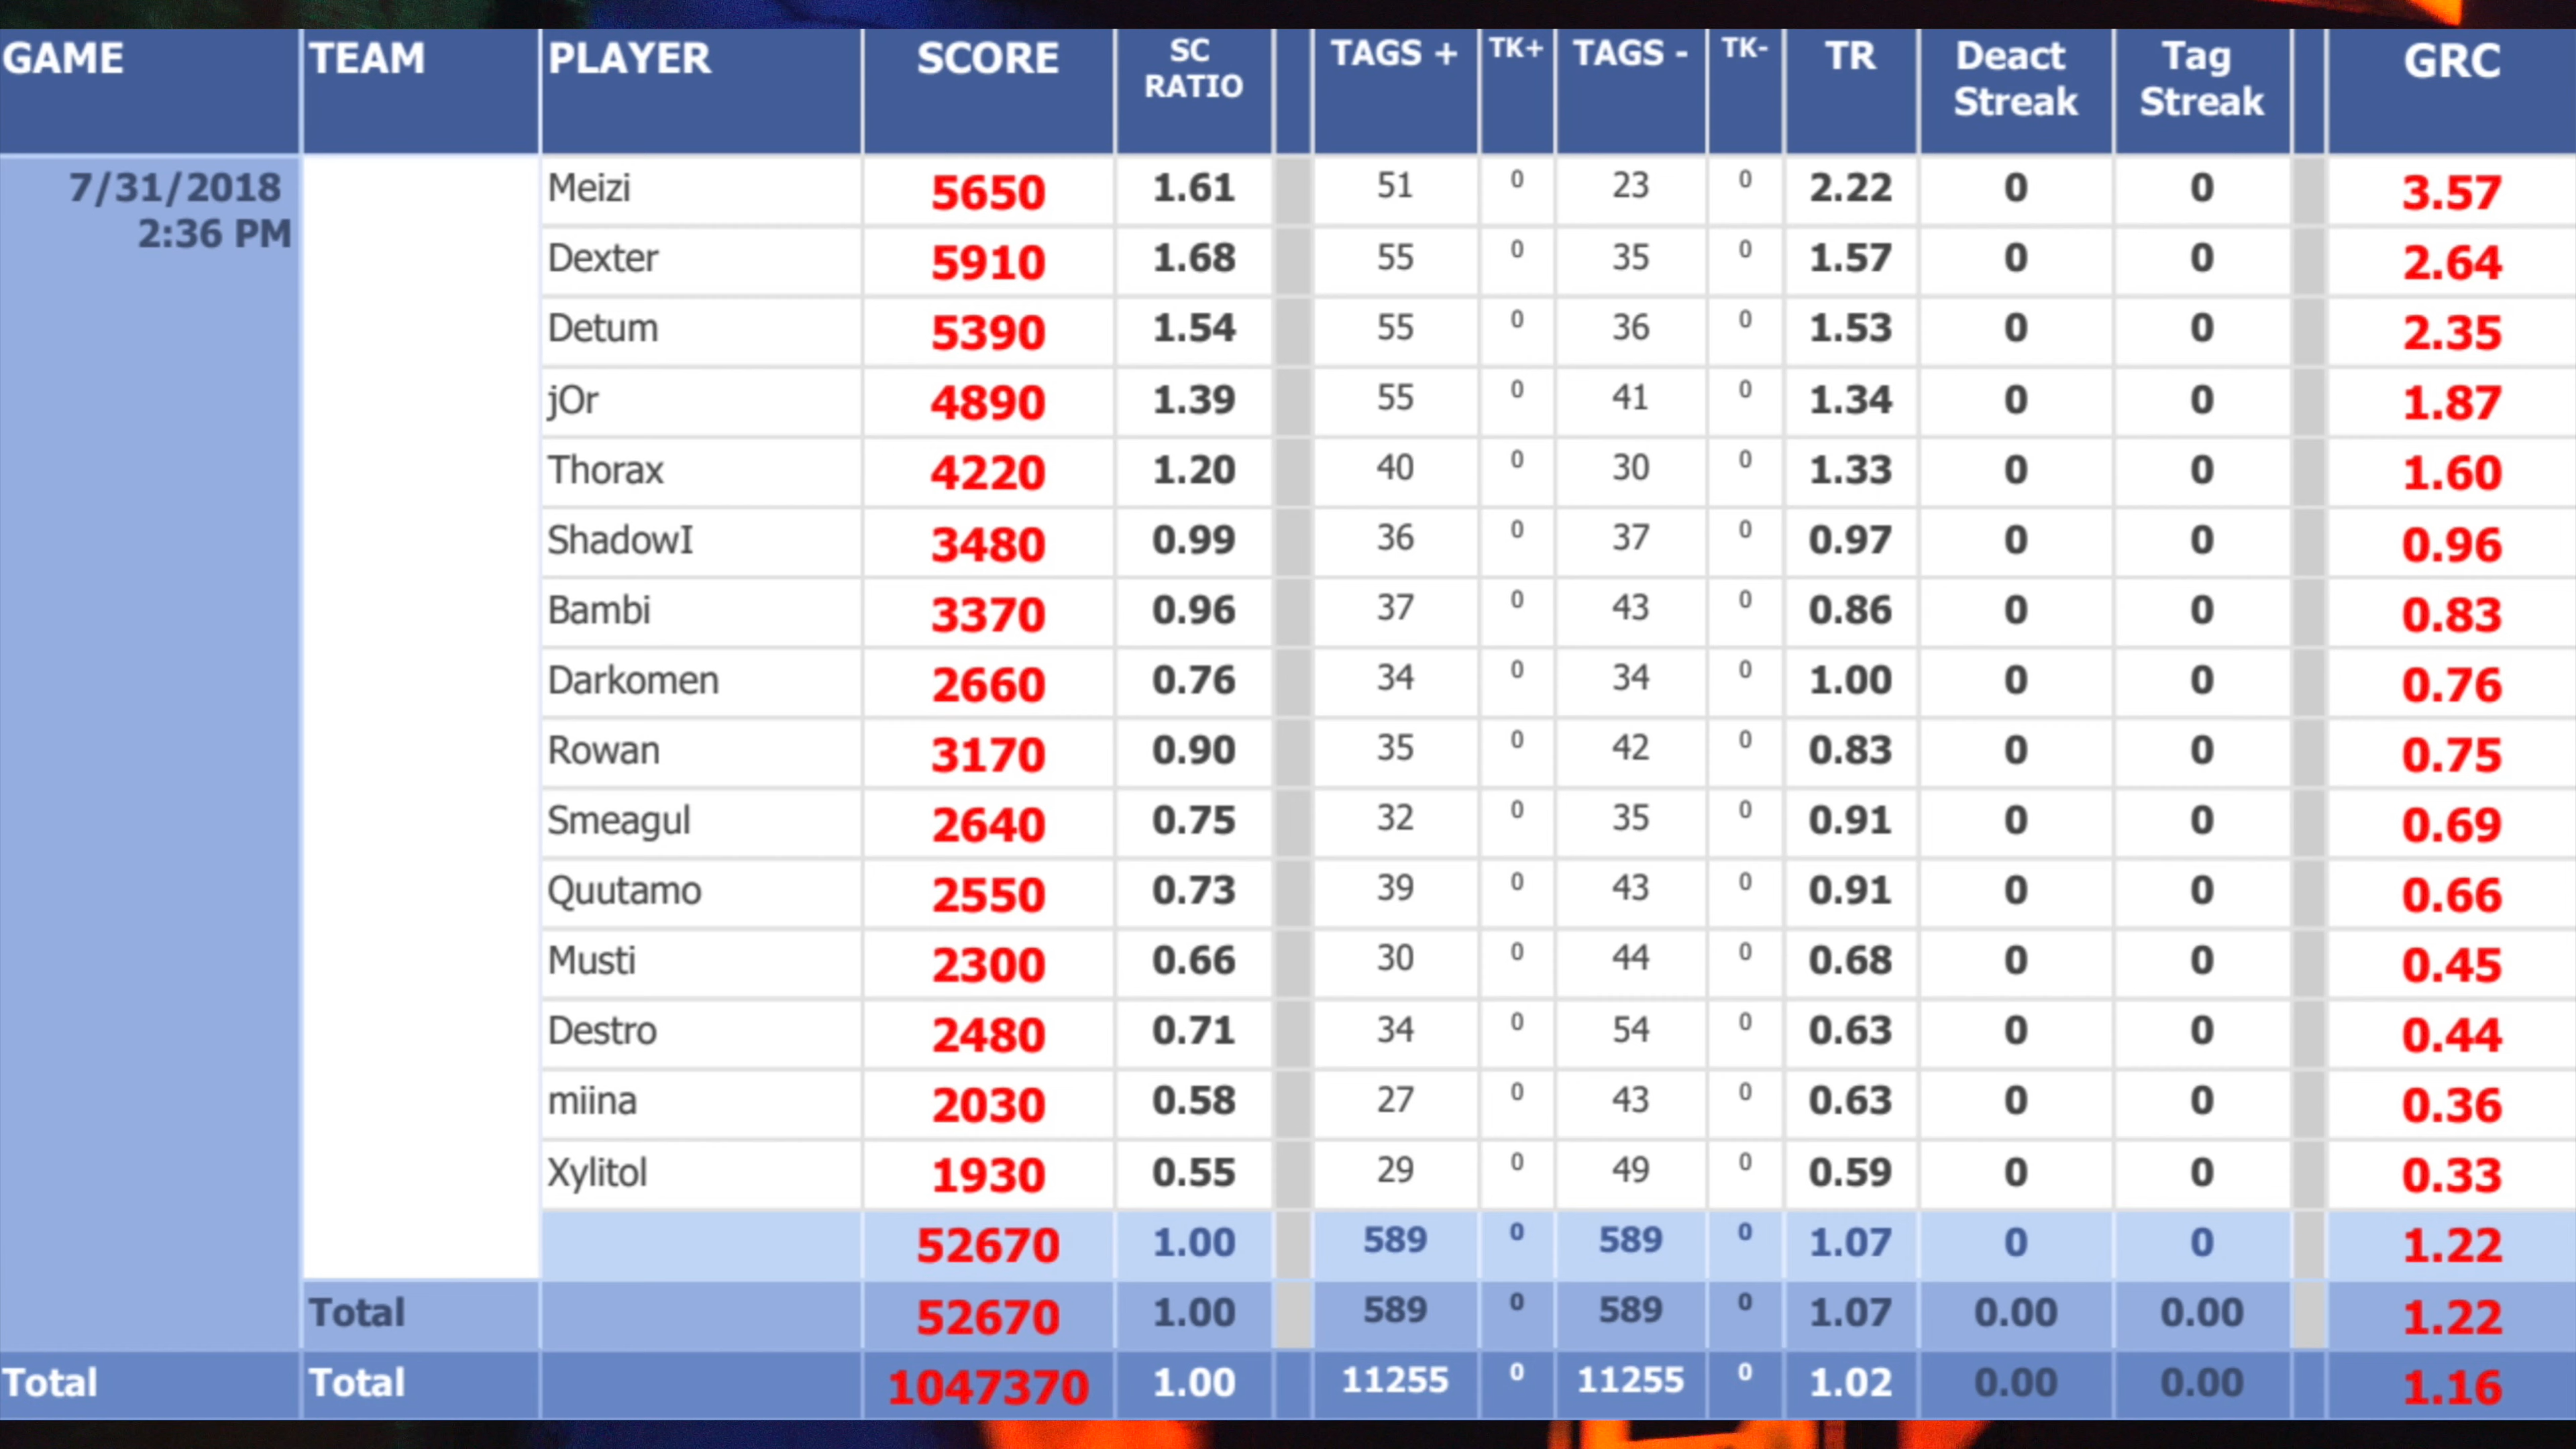 GAME TEAM PLAYER SCORE SC RATIO TAGS + TK+ TAGS - TK- TR Deact Streak Tag Streak GRC
7/31/2018 2:36 PM Meizi 5650 1.61 51 0 23 0 2.22 0 0 3.57
Dexter 5910 1.68 55 0 35 0 1.57 0 0 2.64
Detum 5390 1.54 55 0 36 0 1.53 0 0 2.35
jOr 4890 1.39 55 0 41 0 1.34 0 0 1.87
Thorax 4220 1.20 40 0 30 0 1.33 0 0 1.60
ShadowI 3480 0.99 36 0 37 0 0.97 0 0 0.96
Bambi 3370 0.96 37 0 43 0 0.86 0 0 0.83
Darkomen 2660 0.76 34 0 34 0 1.00 0 0 0.76
Rowan 3170 0.90 35 0 42 0 0.83 0 0 0.75
Smeagul 2640 0.75 32 0 35 0 0.91 0 0 0.69
Quutamo 2550 0.73 39 0 43 0 0.91 0 0 0.66
Musti 2300 0.66 30 0 44 0 0.68 0 0 0.45
Destro 2480 0.71 34 0 54 0 0.63 0 0 0.44
miina 2030 0.58 27 0 43 0 0.63 0 0 0.36
Xylitol 1930 0.55 29 0 49 0 0.59 0 0 0.33
52670 1.00 589 0 589 0 1.07 0 0 1.22
Total 52670 1.00 589 0 589 0 1.07 0.00 0.00 1.22
Total Total 1047370 1.00 11255 0 11255 0 1.02 0.00 0.00 1.16